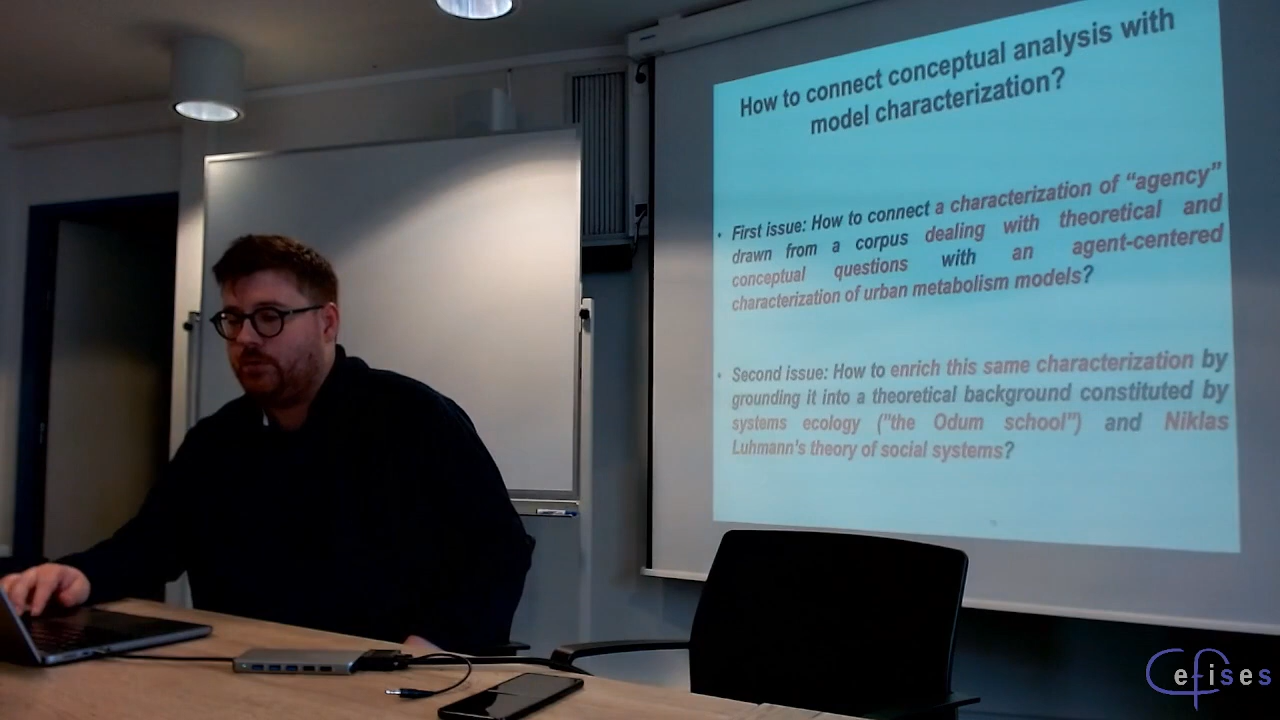 How to connect conceptual analysis with
model characterization?
• First issue: How to connect a characterization of “agency”
drawn from a corpus dealing with theoretical and
conceptual questions with an agent-centered
characterization of urban metabolism models?
• Second issue: How to enrich this same characterization by
grounding it into a theoretical background constituted by
systems ecology ("the Odum school") and Niklas
Luhmann's theory of social systems?
Cefises